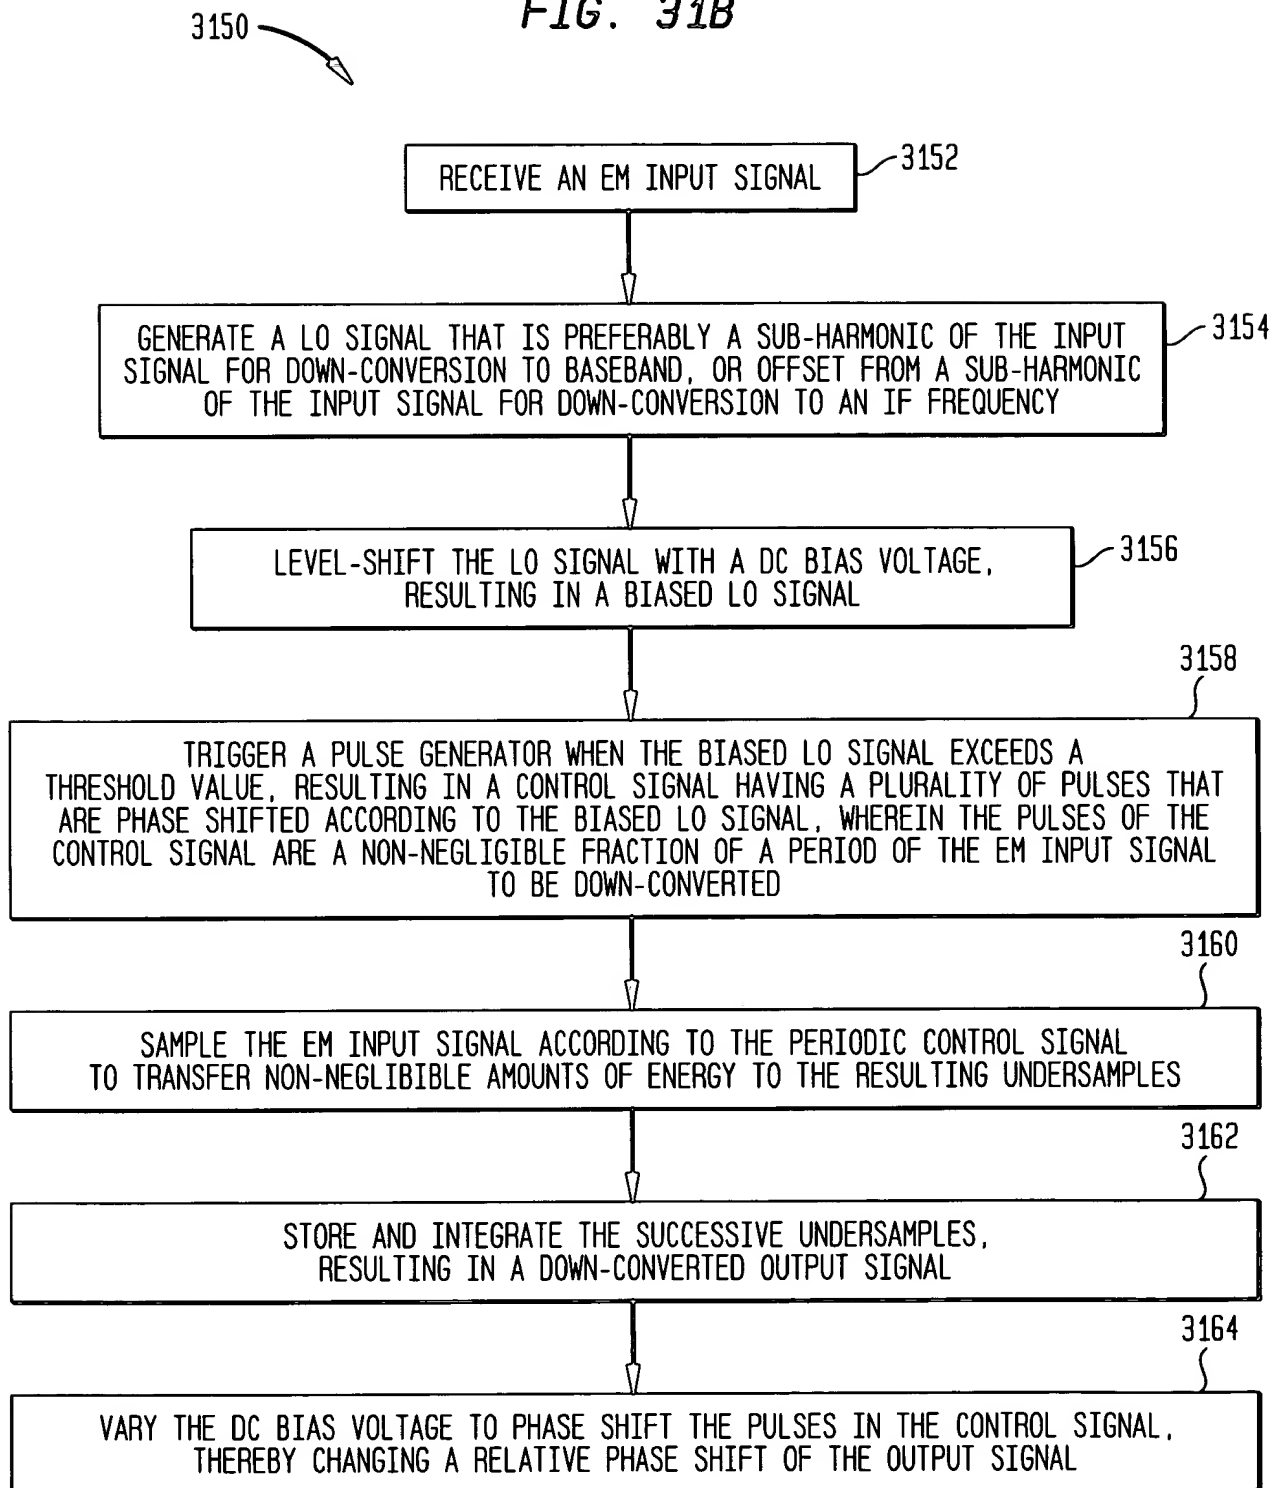 FIG. 31B
3150
RECEIVE AN EM INPUT SIGNAL
3152
GENERATE A LO SIGNAL THAT IS PREFERABLY A SUB-HARMONIC OF THE INPUT
SIGNAL FOR DOWN-CONVERSION TO BASEBAND, OR OFFSET FROM A SUB-HARMONIC
OF THE INPUT SIGNAL FOR DOWN-CONVERSION TO AN IF FREQUENCY
3154
LEVEL-SHIFT THE LO SIGNAL WITH A DC BIAS VOLTAGE,
RESULTING IN A BIASED LO SIGNAL
3156
3158
TRIGGER A PULSE GENERATOR WHEN THE BIASED LO SIGNAL EXCEEDS A
THRESHOLD VALUE, RESULTING IN A CONTROL SIGNAL HAVING A PLURALITY OF PULSES THAT
ARE PHASE SHIFTED ACCORDING TO THE BIASED LO SIGNAL, WHEREIN THE PULSES OF THE
CONTROL SIGNAL ARE A NON-NEGLIGIBLE FRACTION OF A PERIOD OF THE EM INPUT SIGNAL
TO BE DOWN-CONVERTED
3160
SAMPLE THE EM INPUT SIGNAL ACCORDING TO THE PERIODIC CONTROL SIGNAL
TO TRANSFER NON-NEGLIBIBLE AMOUNTS OF ENERGY TO THE RESULTING UNDERSAMPLES
3162
STORE AND INTEGRATE THE SUCCESSIVE UNDERSAMPLES,
RESULTING IN A DOWN-CONVERTED OUTPUT SIGNAL
3164
VARY THE DC BIAS VOLTAGE TO PHASE SHIFT THE PULSES IN THE CONTROL SIGNAL,
THEREBY CHANGING A RELATIVE PHASE SHIFT OF THE OUTPUT SIGNAL